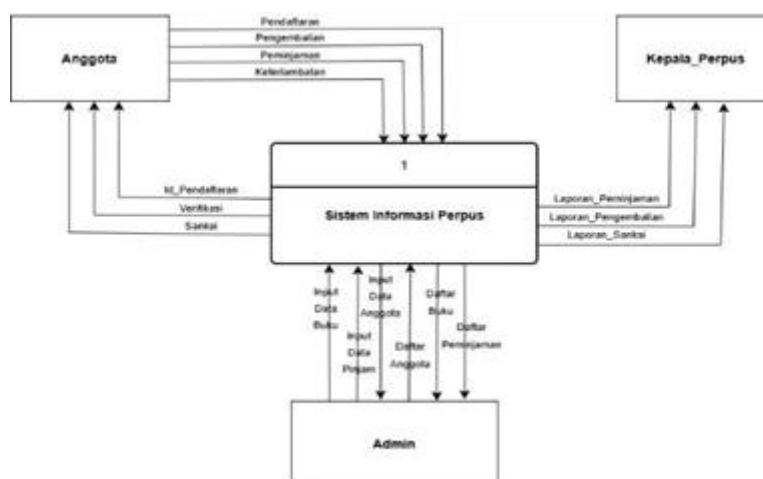 Anggota
Pendaftaran
Pengembalian
Peminjaman
Keterlambatan
Kepala_Perpus
1
Sistem Informasi Perpus
Id_Pendaftaran
Verifikasi
Sanksi
Laporan_Peminjaman
Laporan_Pengembalian
Laporan_Sanksi
Input
Data
Buku
Input
Data
Pinjam
Input
Data
Anggota
Daftar
Anggota
Daftar
Buku
Daftar
Peminjaman
Admin